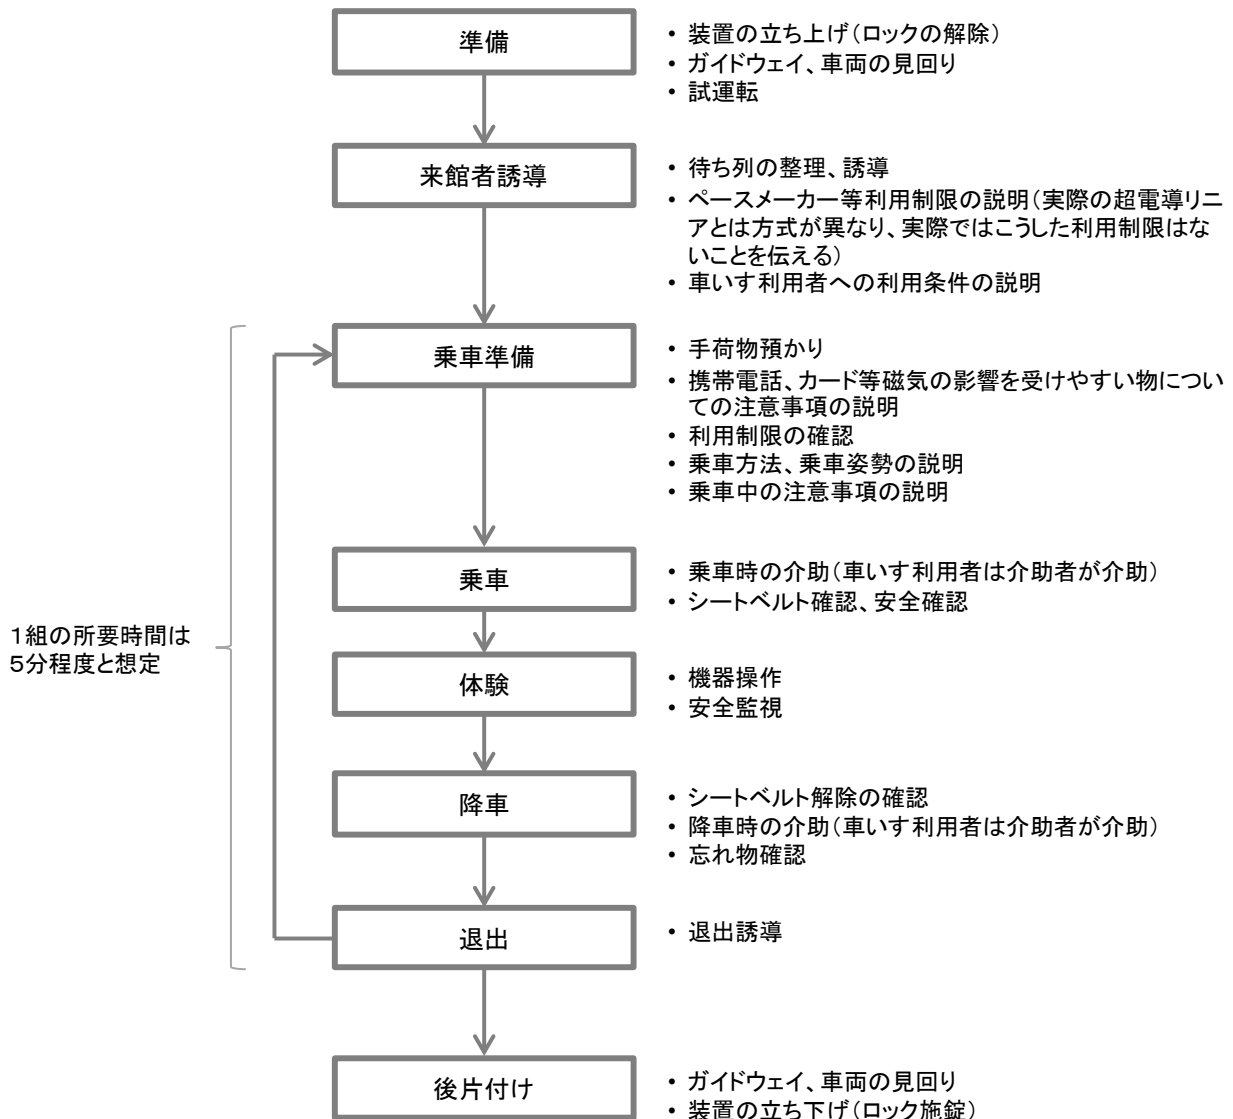 準備
・ 装置の立ち上げ（ロックの解除）
・ ガイドウェイ、車両の見回り
・ 試運転
来館者誘導
・ 待ち列の整理、誘導
・ ペースメーカー等利用制限の説明（実際の超電導リニ
アとは方式が異なり、実際ではこうした利用制限はな
いことを伝える）
・ 車いす利用者への利用条件の説明
乗車準備
・ 手荷物預かり
・ 携帯電話、カード等磁気の影響を受けやすい物につい
ての注意事項の説明
・ 利用制限の確認
・ 乗車方法、乗車姿勢の説明
・ 乗車中の注意事項の説明
乗車
・ 乗車時の介助（車いす利用者は介助者が介助）
・ シートベルト確認、安全確認
1組の所要時間は
5分程度と想定
体験
・ 機器操作
・ 安全監視
降車
・ シートベルト解除の確認
・ 降車時の介助（車いす利用者は介助者が介助）
・ 忘れ物確認
退出
・ 退出誘導
後片付け
・ ガイドウェイ、車両の見回り
・ 装置の立ち下げ（ロック施錠）